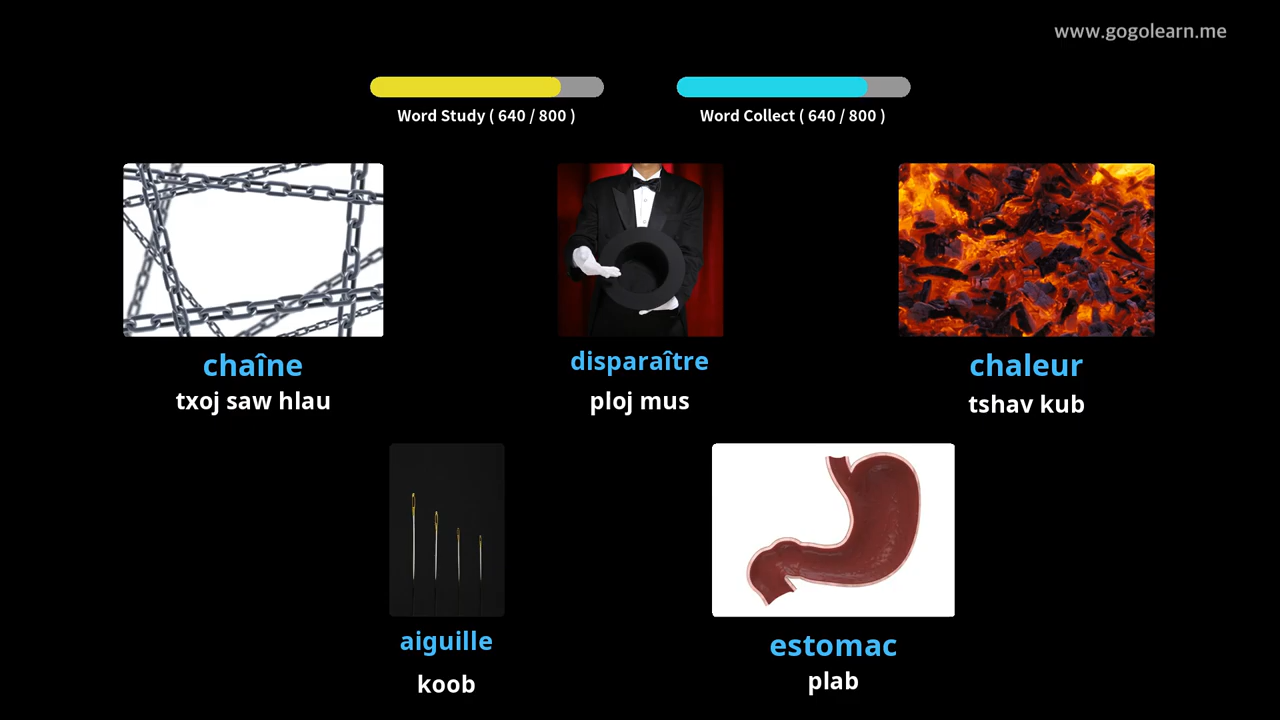 www.gogolearn.me
Word Study ( 640 / 800 )
Word Collect ( 640 / 800 )
chaîne
txoj saw hlau
disparaître
ploj mus
chaleur
tshav kub
aiguille
koob
estomac
plab